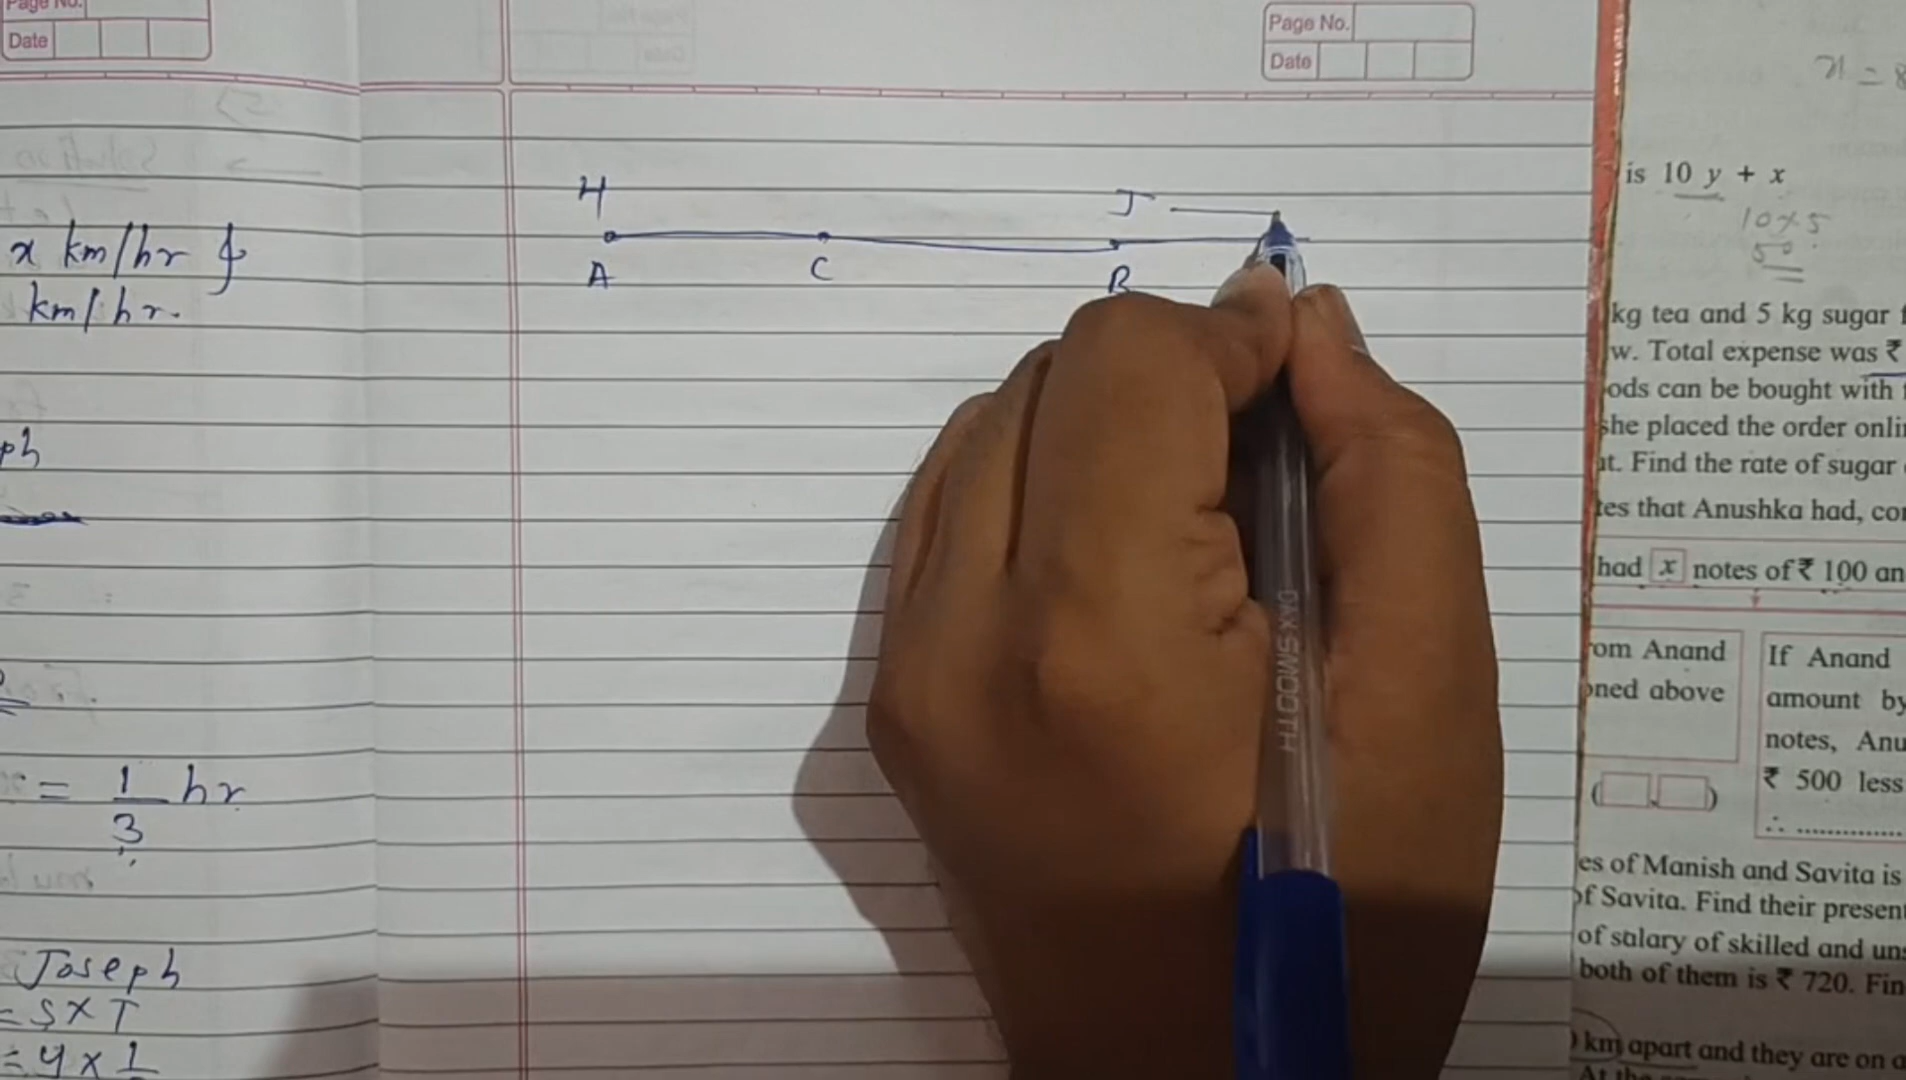 Page No.
Date
x km/hr &
km/hr.
ph
= 1/3 hr
Joseph
= S x T
= y x 1
Page No.
Date
H J
A C B
DAX SMOOTH
x = 8
is 10 y + x
10 x 5
50
kg tea and 5 kg sugar
w. Total expense was ₹
ods can be bought with
she placed the order onli
t. Find the rate of sugar
tes that Anushka had, co
had x notes of ₹ 100 an
om Anand
ned above
If Anand
amount by
notes, Anu
₹ 500 less
∴ ..............
es of Manish and Savita is
of Savita. Find their present
of salary of skilled and uns
both of them is ₹ 720. Fin
km apart and they are on a
At the